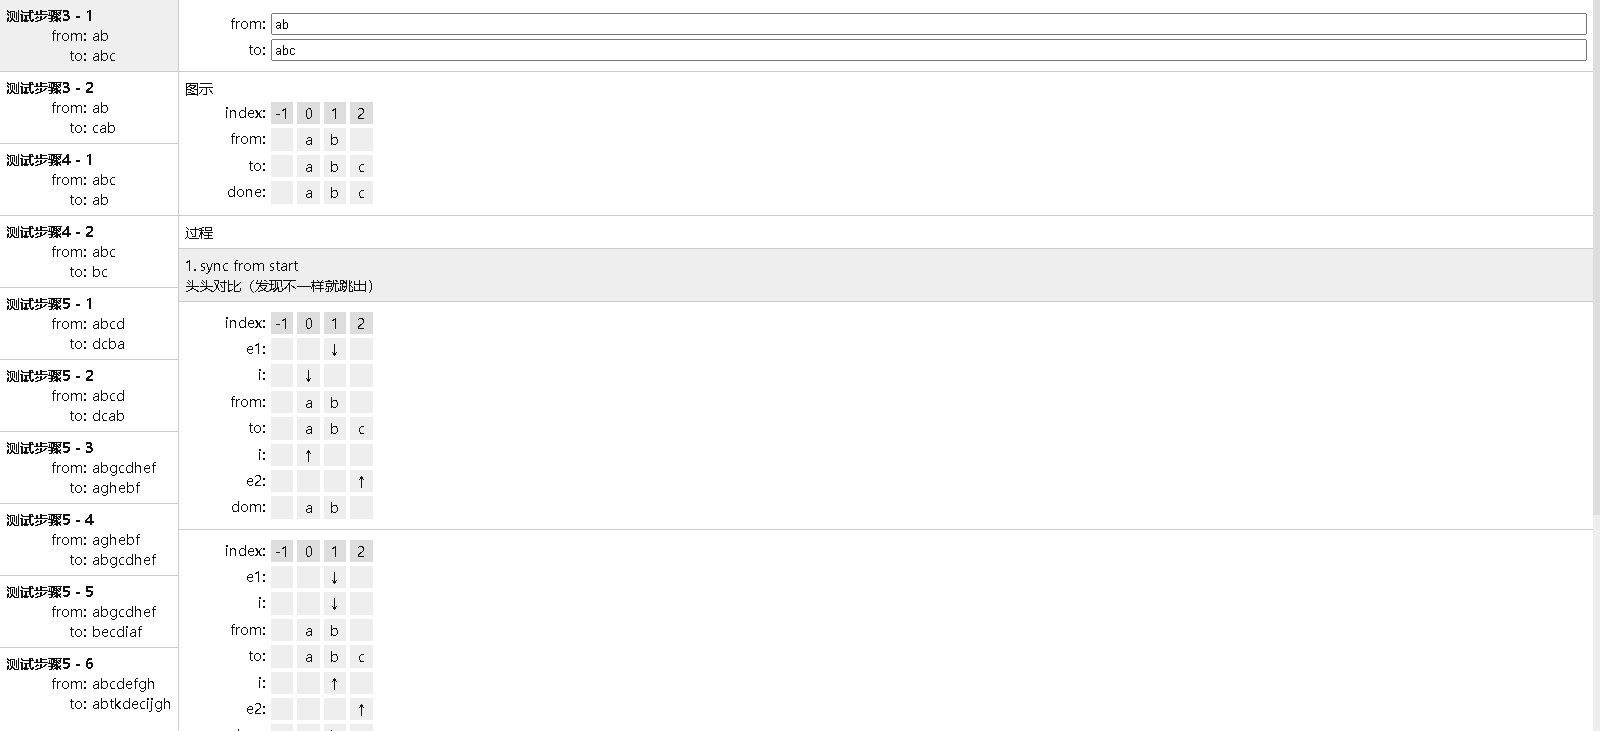 测试步骤3 - 1
from: ab
to: abc
测试步骤3 - 2
from: ab
to: cab
测试步骤4 - 1
from: abc
to: ab
测试步骤4 - 2
from: abc
to: bc
测试步骤5 - 1
from: abcd
to: dcba
测试步骤5 - 2
from: abcd
to: dcab
测试步骤5 - 3
from: abgcdhef
to: aghebf
测试步骤5 - 4
from: aghebf
to: abgcdhef
测试步骤5 - 5
from: abgcdhef
to: becdiaf
测试步骤5 - 6
from: abcdefgh
to: abtkdecijgh
from: ab
to: abc
图示
index: -1 0 1 2
from: a b
to: a b c
done: a b c
过程
1. sync from start
头头对比（发现不一样就跳出）
index: -1 0 1 2
e1: ↓
i: ↓
from: a b
to: a b c
i: ↑
e2: ↑
dom: a b
index: -1 0 1 2
e1: ↓
i: ↓
from: a b
to: a b c
i: ↑
e2: ↑